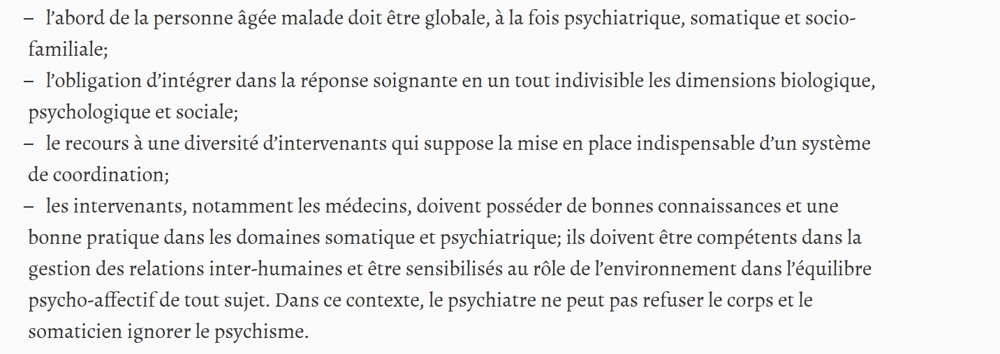 – l’abord de la personne âgée malade doit être globale, à la fois psychiatrique, somatique et socio-
familiale;
– l’obligation d’intégrer dans la réponse soignante en un tout indivisible les dimensions biologique,
psychologique et sociale;
– le recours à une diversité d’intervenants qui suppose la mise en place indispensable d’un système
de coordination;
– les intervenants, notamment les médecins, doivent posséder de bonnes connaissances et une
bonne pratique dans les domaines somatique et psychiatrique; ils doivent être compétents dans la
gestion des relations inter-humaines et être sensibilisés au rôle de l’environnement dans l’équilibre
psycho-affectif de tout sujet. Dans ce contexte, le psychiatre ne peut pas refuser le corps et le
somaticien ignorer le psychisme.